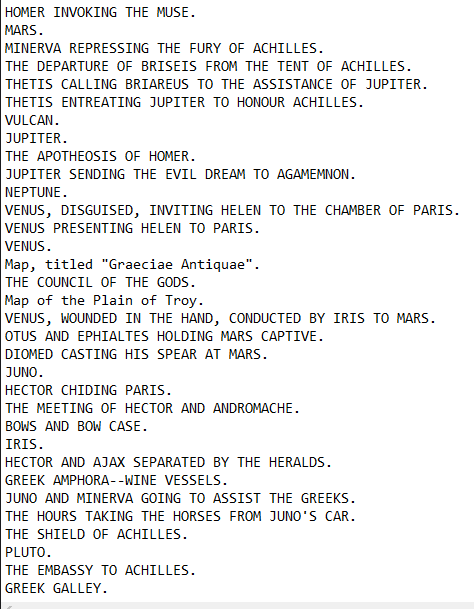 HOMER INVOKING THE MUSE.
MARS.
MINERVA REPRESSING THE FURY OF ACHILLES.
THE DEPARTURE OF BRISEIS FROM THE TENT OF ACHILLES.
THETIS CALLING BRIAREUS TO THE ASSISTANCE OF JUPITER.
THETIS ENTREATING JUPITER TO HONOUR ACHILLES.
VULCAN.
JUPITER.
THE APOTHEOSIS OF HOMER.
JUPITER SENDING THE EVIL DREAM TO AGAMEMNON.
NEPTUNE.
VENUS, DISGUISED, INVITING HELEN TO THE CHAMBER OF PARIS.
VENUS PRESENTING HELEN TO PARIS.
VENUS.
Map, titled "Graeciae Antiquae".
THE COUNCIL OF THE GODS.
Map of the Plain of Troy.
VENUS, WOUNDED IN THE HAND, CONDUCTED BY IRIS TO MARS.
OTUS AND EPHIALTES HOLDING MARS CAPTIVE.
DIOMED CASTING HIS SPEAR AT MARS.
JUNO.
HECTOR CHIDING PARIS.
THE MEETING OF HECTOR AND ANDROMACHE.
BOWS AND BOW CASE.
IRIS.
HECTOR AND AJAX SEPARATED BY THE HERALDS.
GREEK AMPHORA--WINE VESSELS.
JUNO AND MINERVA GOING TO ASSIST THE GREEKS.
THE HOURS TAKING THE HORSES FROM JUNO'S CAR.
THE SHIELD OF ACHILLES.
PLUTO.
THE EMBASSY TO ACHILLES.
GREEK GALLEY.